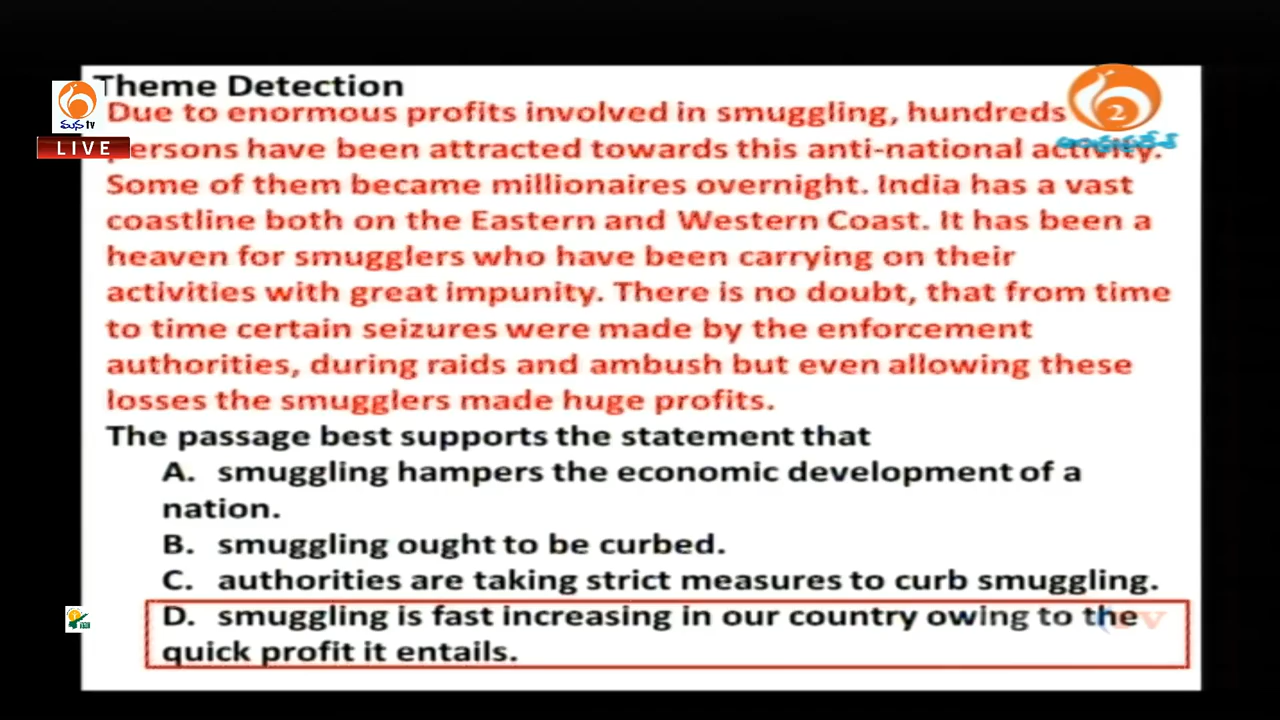 Theme Detection
Due to enormous profits involved in smuggling, hundreds
persons have been attracted towards this anti-national activity.
Some of them became millionaires overnight. India has a vast
coastline both on the Eastern and Western Coast. It has been a
heaven for smugglers who have been carrying on their
activities with great impunity. There is no doubt, that from time
to time certain seizures were made by the enforcement
authorities, during raids and ambush but even allowing these
losses the smugglers made huge profits.
The passage best supports the statement that
A. smuggling hampers the economic development of a
nation.
B. smuggling ought to be curbed.
C. authorities are taking strict measures to curb smuggling.
D. smuggling is fast increasing in our country owing to the
quick profit it entails.
మన tv
LIVE
2